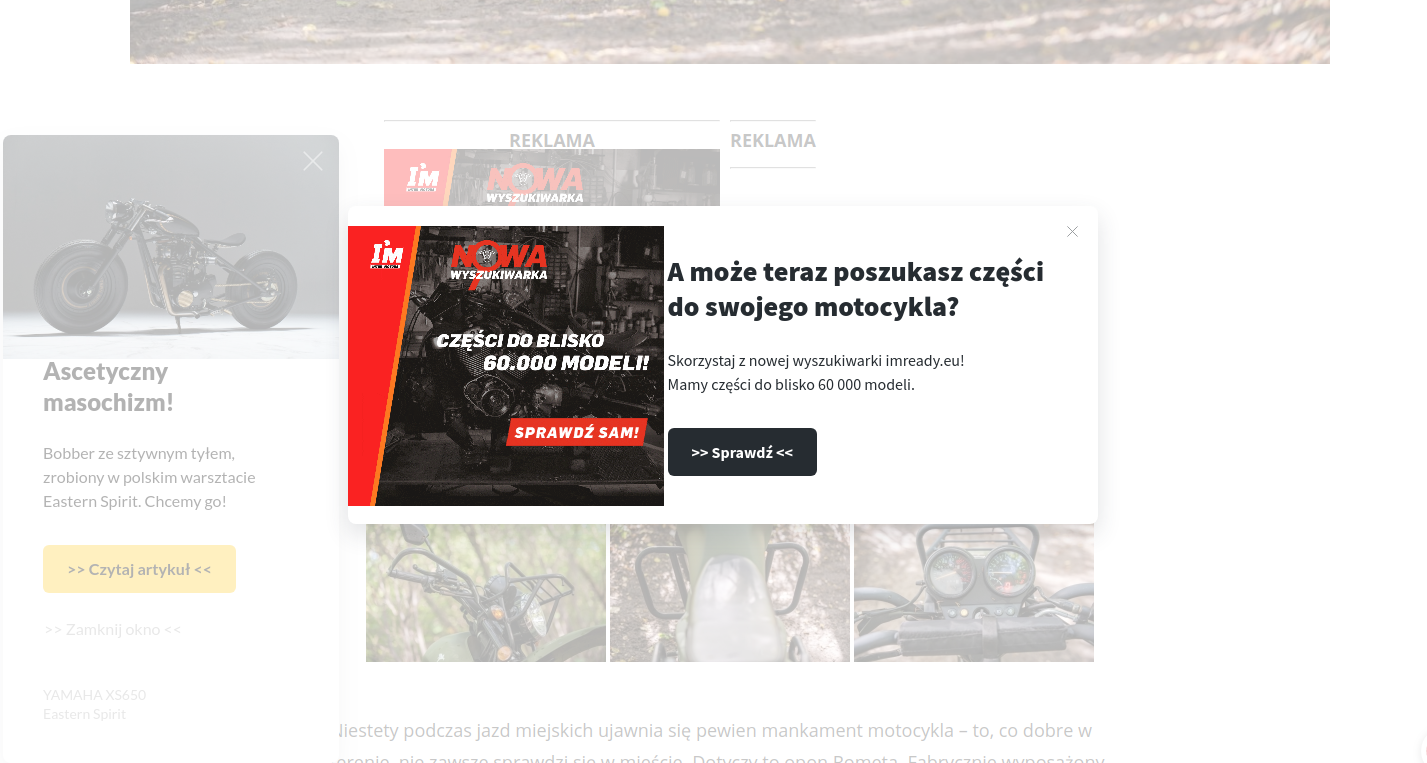 REKLAMA
REKLAMA
I'M
NOWA
WYSZUKIWARKA
Ascetyczny
masochizm!
Bobber ze sztywnym tyłem,
zrobiony w polskim warsztacie
Eastern Spirit. Chcemy go!
>> Czytaj artykuł <<
>> Zamknij okno <<
YAMAHA XS650
Eastern Spirit
I'M
NOWA
WYSZUKIWARKA
CZĘŚCI DO BLISKO
60.000 MODELI!
SPRAWDŹ SAM!
A może teraz poszukasz części
do swojego motocykla?
Skorzystaj z nowej wyszukiwarki imready.eu!
Mamy części do blisko 60 000 modeli.
>> Sprawdź <<
Niestety podczas jazd miejskich ujawnia się pewien mankament motocykla – to, co dobre w
terenie, nie zawsze sprawdzi się w mieście. Dotyczy to opon Rometa. Fabrycznie wyposażony